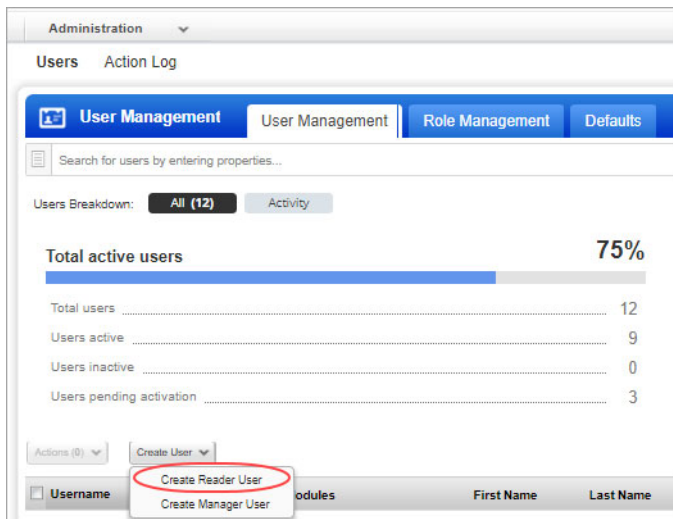 Administration
Users Action Log
User Management User Management Role Management Defaults
Search for users by entering properties...
Users Breakdown: All (12) Activity
Total active users 75%
Total users 12
Users active 9
Users inactive 0
Users pending activation 3
Actions (0) Create User
Create Reader User
Username odules First Name Last Name
Create Manager User